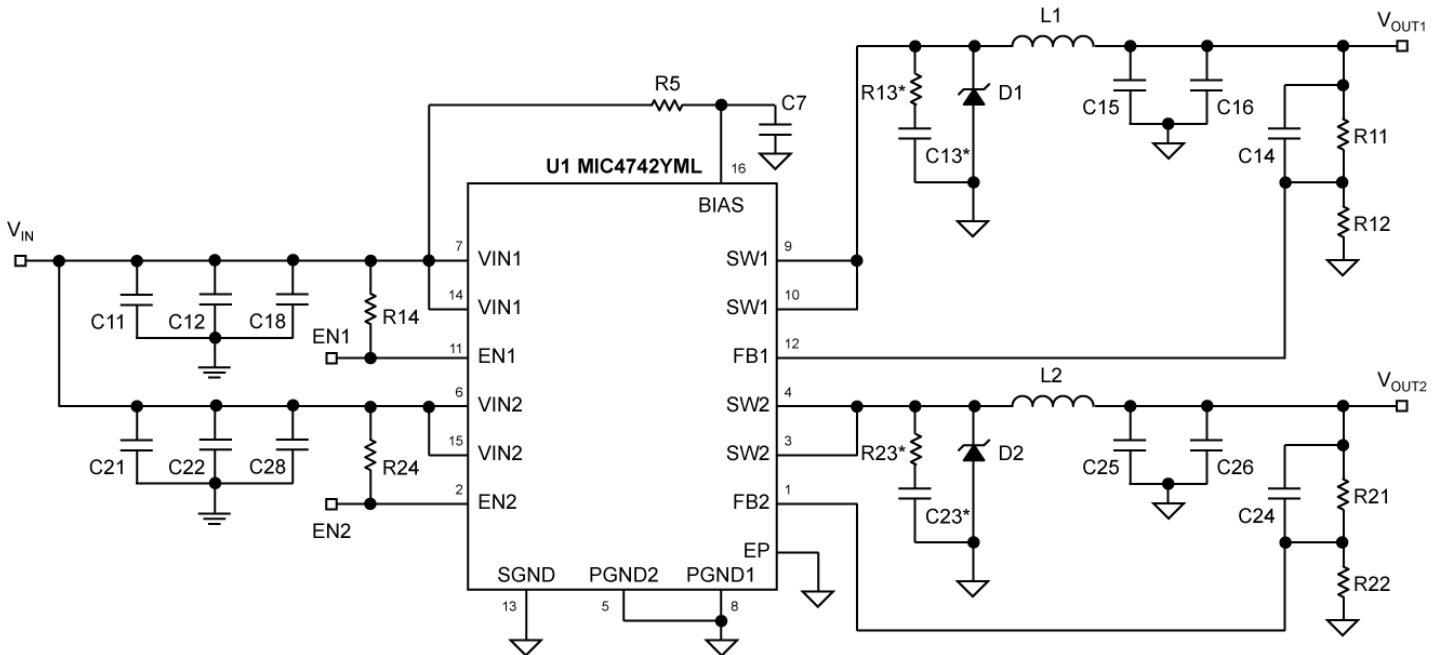 L1
VOUT1
R5
C7
R13*
D1
C15
C16
C13*
C14
R11
R12
U1 MIC4742YML
16
BIAS
VIN
7
VIN1
SW1
9
14
VIN1
SW1
10
C11
C12
C18
R14
EN1
11
EN1
FB1
12
L2
VOUT2
6
VIN2
SW2
4
15
VIN2
SW2
3
C21
C22
C28
R24
R23*
D2
C25
C26
2
EN2
FB2
1
EN2
C23*
C24
R21
EP
R22
SGND
PGND2
PGND1
13
5
8